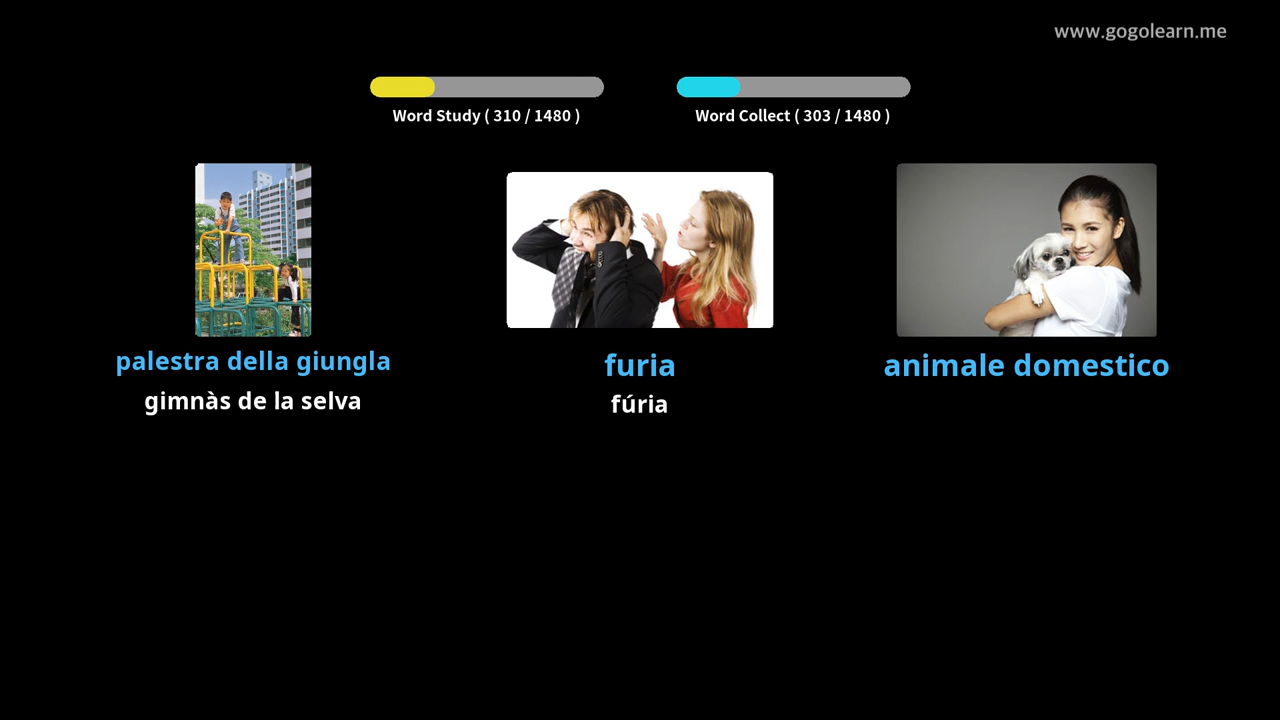 www.gogolearn.me
Word Study ( 310 / 1480 )
Word Collect ( 303 / 1480 )
palestra della giungla
gimnàs de la selva
furia
fúria
animale domestico